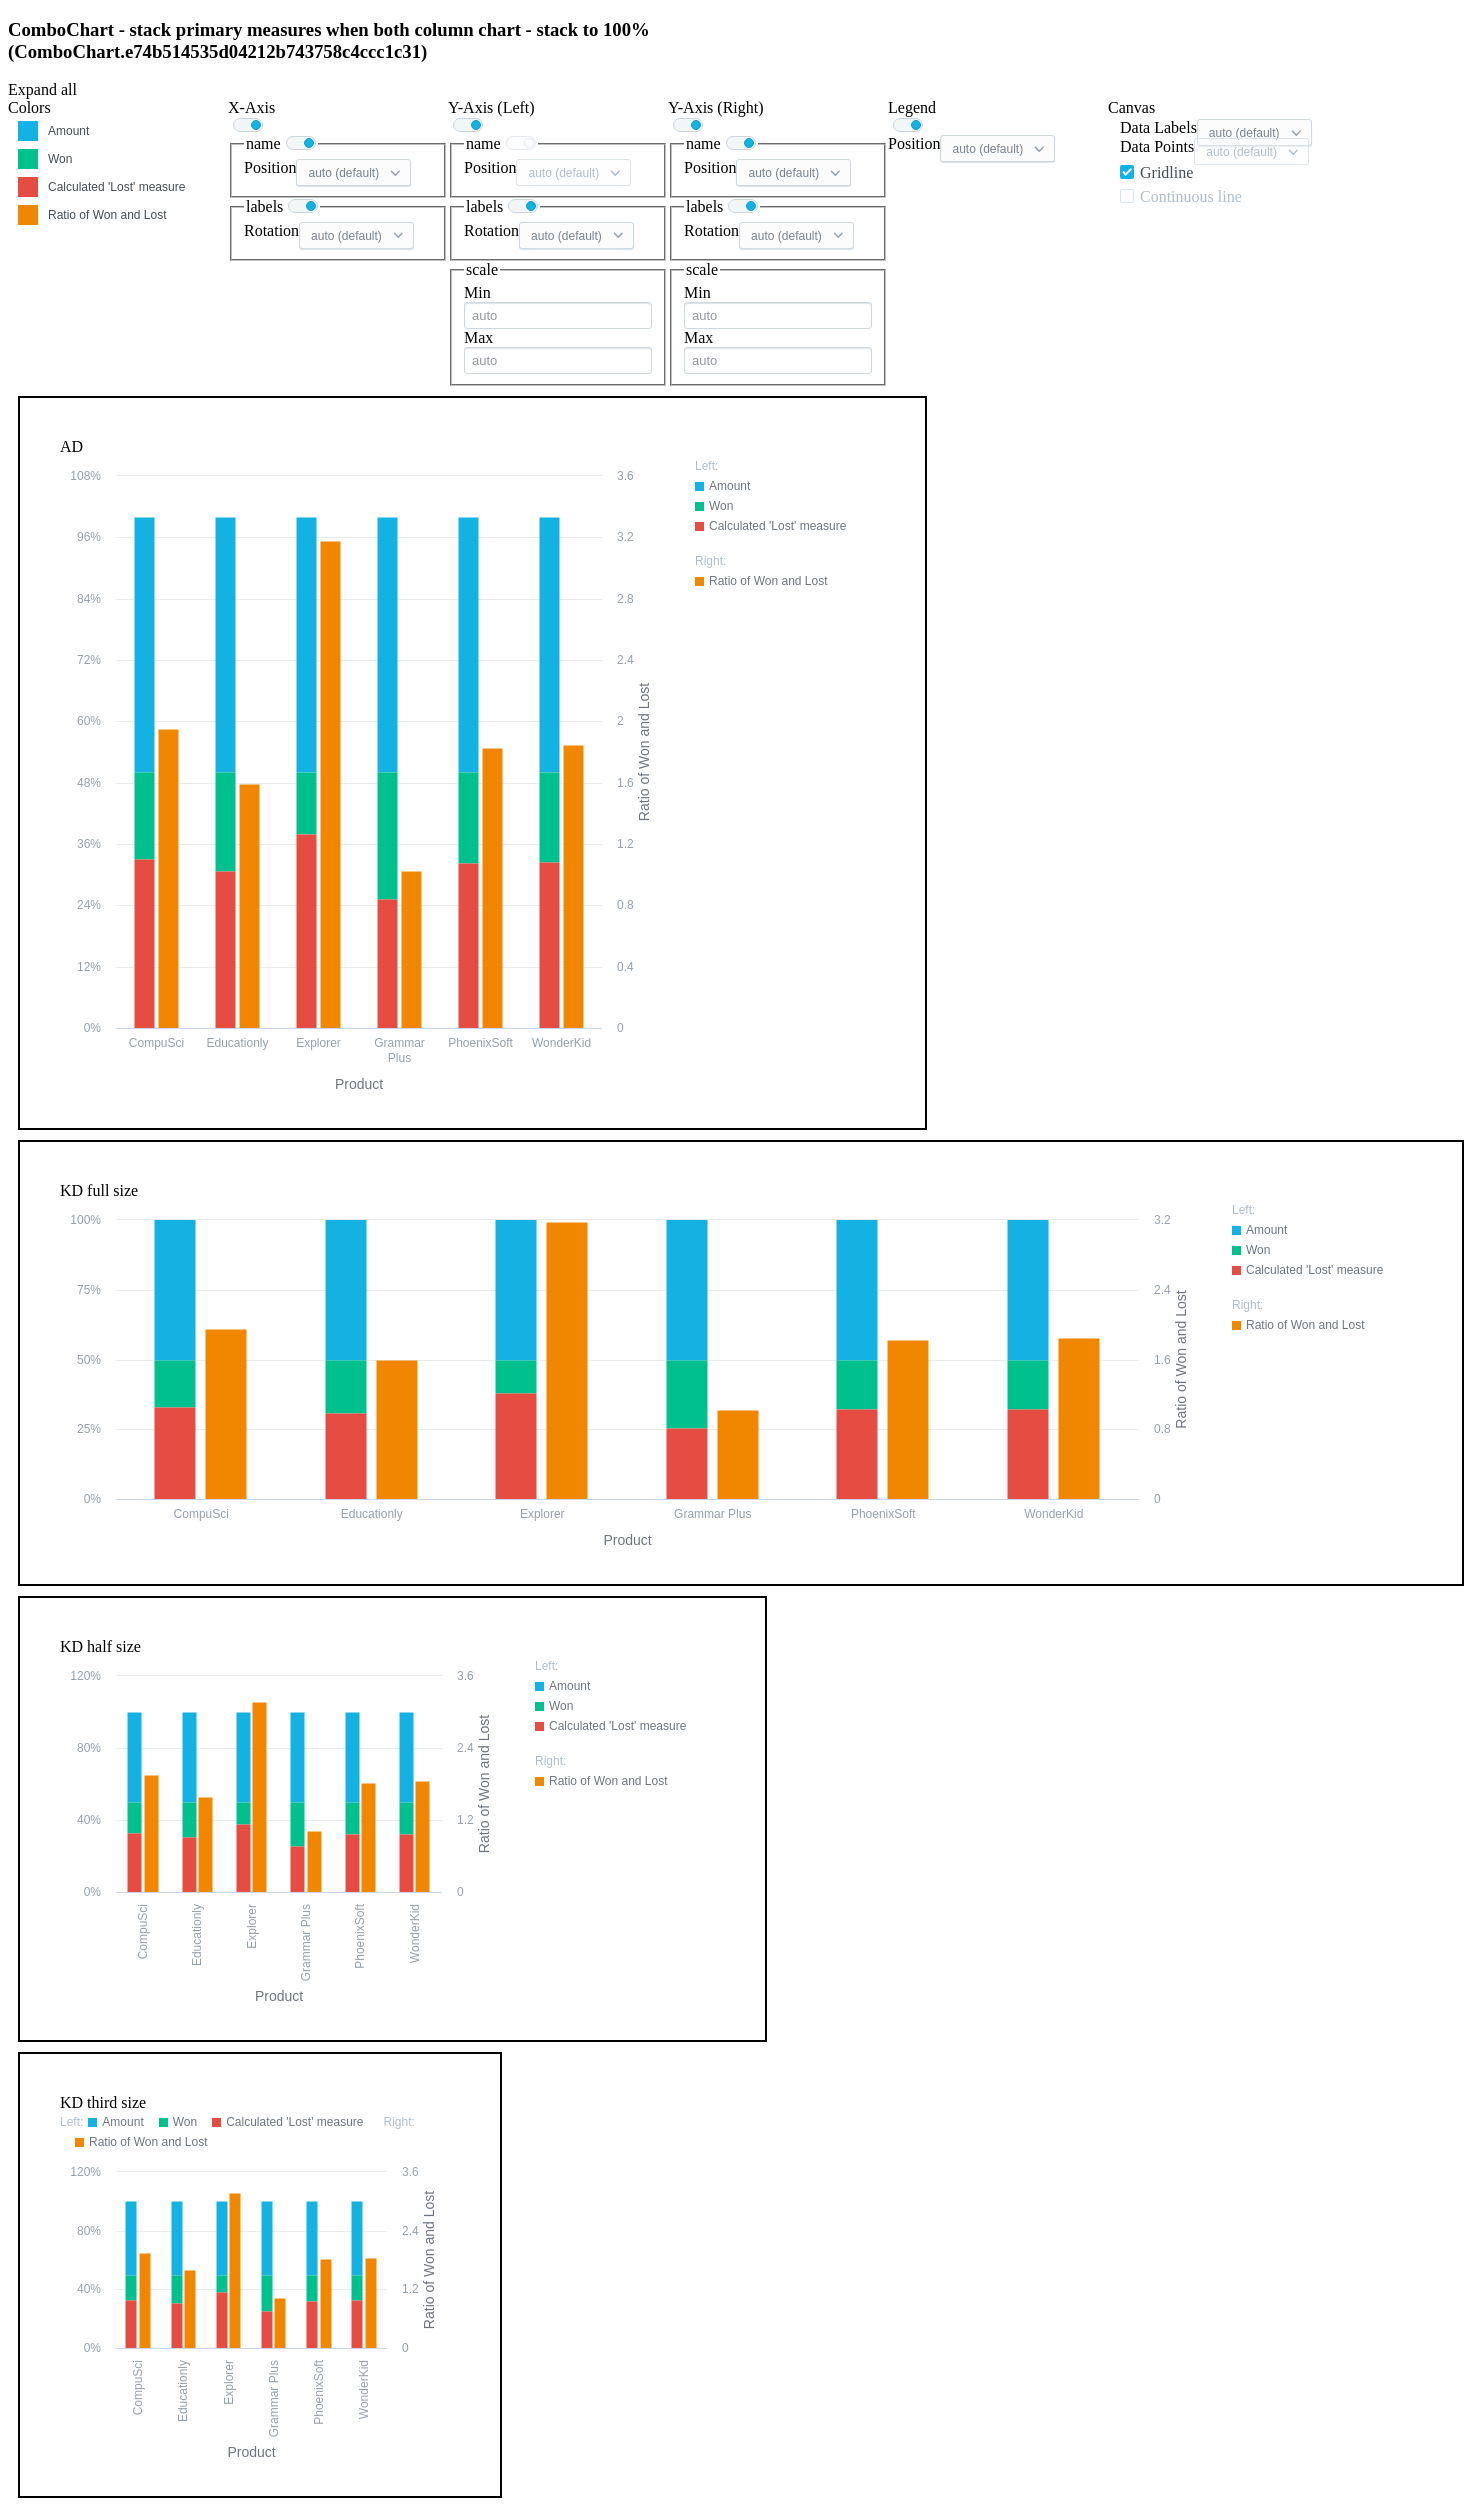 ComboChart - stack primary measures when both column chart - stack to 100%
(ComboChart.e74b514535d04212b743758c4ccc1c31)
Expand all
Colors
Amount
Won
Calculated 'Lost' measure
Ratio of Won and Lost
X-Axis
name
Position auto (default)
labels
Rotation auto (default)
Y-Axis (Left)
name
Position auto (default)
labels
Rotation auto (default)
scale
Min
auto
Max
auto
Y-Axis (Right)
name
Position auto (default)
labels
Rotation auto (default)
scale
Min
auto
Max
auto
Legend
Position auto (default)
Canvas
Data Labels auto (default)
Data Points auto (default)
Gridline
Continuous line
AD
108%
96%
84%
72%
60%
48%
36%
24%
12%
0%
3.6
3.2
2.8
2.4
2
1.6
1.2
0.8
0.4
0
Ratio of Won and Lost
CompuSci Educationly Explorer Grammar Plus PhoenixSoft WonderKid
Product
Left:
Amount
Won
Calculated 'Lost' measure
Right:
Ratio of Won and Lost
KD full size
100%
75%
50%
25%
0%
3.2
2.4
1.6
0.8
0
Ratio of Won and Lost
CompuSci Educationly Explorer Grammar Plus PhoenixSoft WonderKid
Product
Left:
Amount
Won
Calculated 'Lost' measure
Right:
Ratio of Won and Lost
KD half size
120%
80%
40%
0%
3.6
2.4
1.2
0
Ratio of Won and Lost
CompuSci Educationly Explorer Grammar Plus PhoenixSoft WonderKid
Product
Left:
Amount
Won
Calculated 'Lost' measure
Right:
Ratio of Won and Lost
KD third size
Left: Amount Won Calculated 'Lost' measure Right:
Ratio of Won and Lost
120%
80%
40%
0%
3.6
2.4
1.2
0
Ratio of Won and Lost
CompuSci Educationly Explorer Grammar Plus PhoenixSoft WonderKid
Product